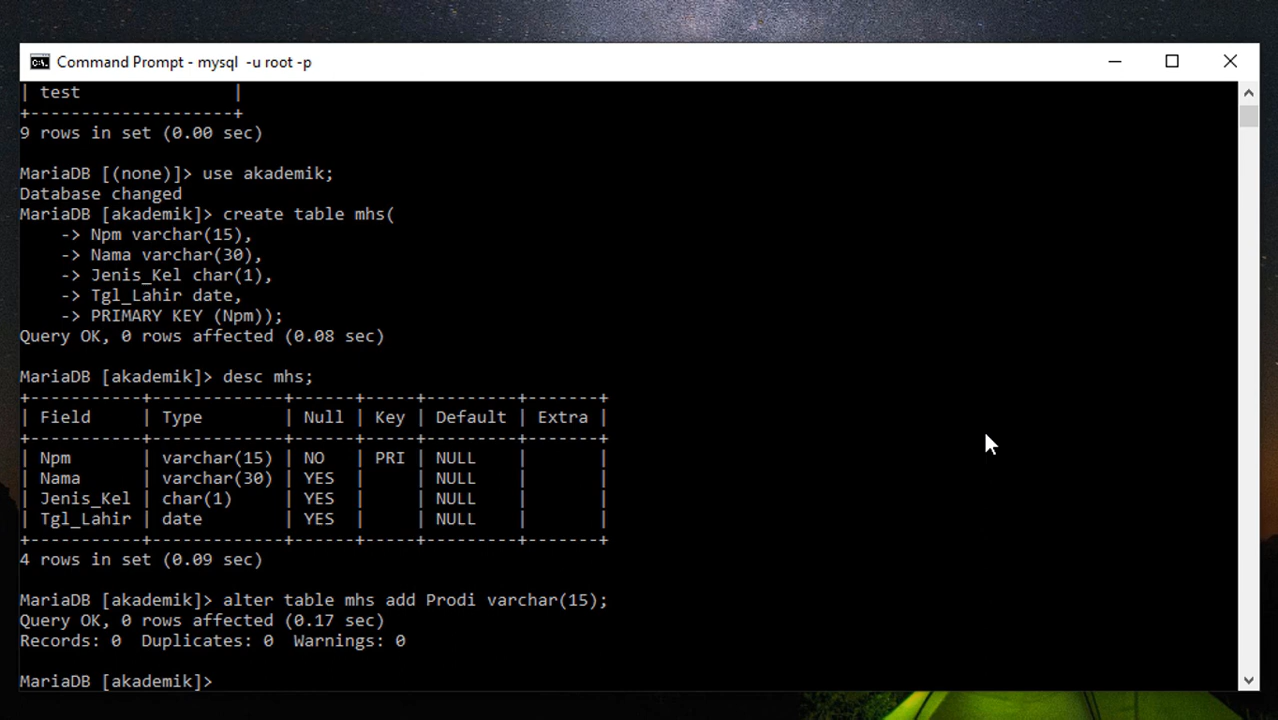 Command Prompt - mysql  -u root -p
| test               |
+--------------------+
9 rows in set (0.00 sec)
MariaDB [(none)]> use akademik;
Database changed
MariaDB [akademik]> create table mhs(
    -> Npm varchar(15),
    -> Nama varchar(30),
    -> Jenis_Kel char(1),
    -> Tgl_Lahir date,
    -> PRIMARY KEY (Npm));
Query OK, 0 rows affected (0.08 sec)
MariaDB [akademik]> desc mhs;
+-----------+-------------+------+-----+---------+-------+
| Field     | Type        | Null | Key | Default | Extra |
+-----------+-------------+------+-----+---------+-------+
| Npm       | varchar(15) | NO   | PRI | NULL    |       |
| Nama      | varchar(30) | YES  |     | NULL    |       |
| Jenis_Kel | char(1)     | YES  |     | NULL    |       |
| Tgl_Lahir | date        | YES  |     | NULL    |       |
+-----------+-------------+------+-----+---------+-------+
4 rows in set (0.09 sec)
MariaDB [akademik]> alter table mhs add Prodi varchar(15);
Query OK, 0 rows affected (0.17 sec)
Records: 0  Duplicates: 0  Warnings: 0
MariaDB [akademik]>